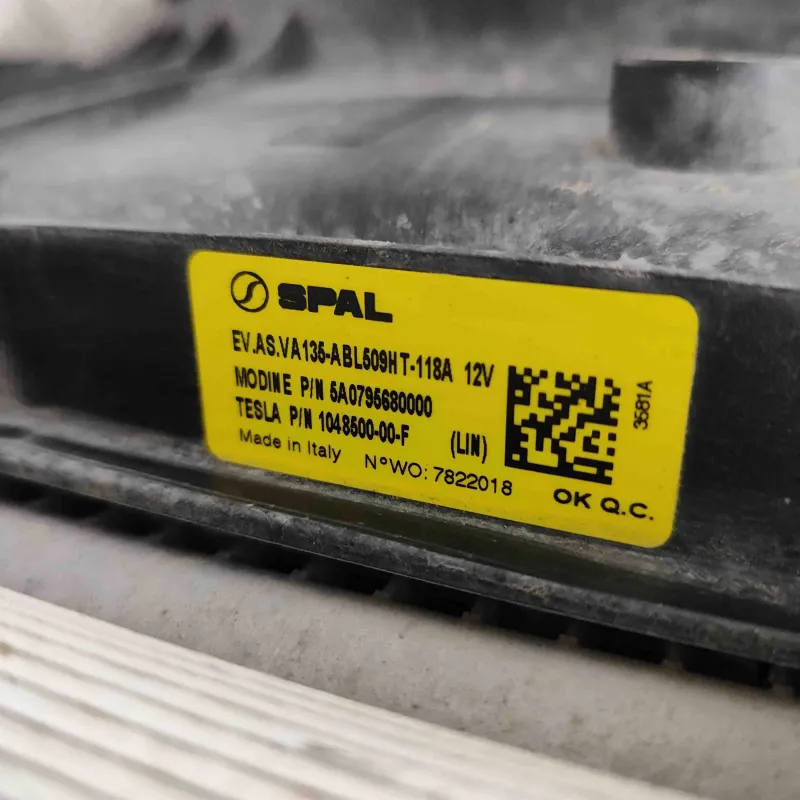 SPAL
EV.AS.VA135-ABL509HT-118A 12V
MODINE P/N 5A0795680000
TESLA P/N 1048500-00-F (LIN)
Made in Italy N°WO: 7822018
3581A
OK Q.C.